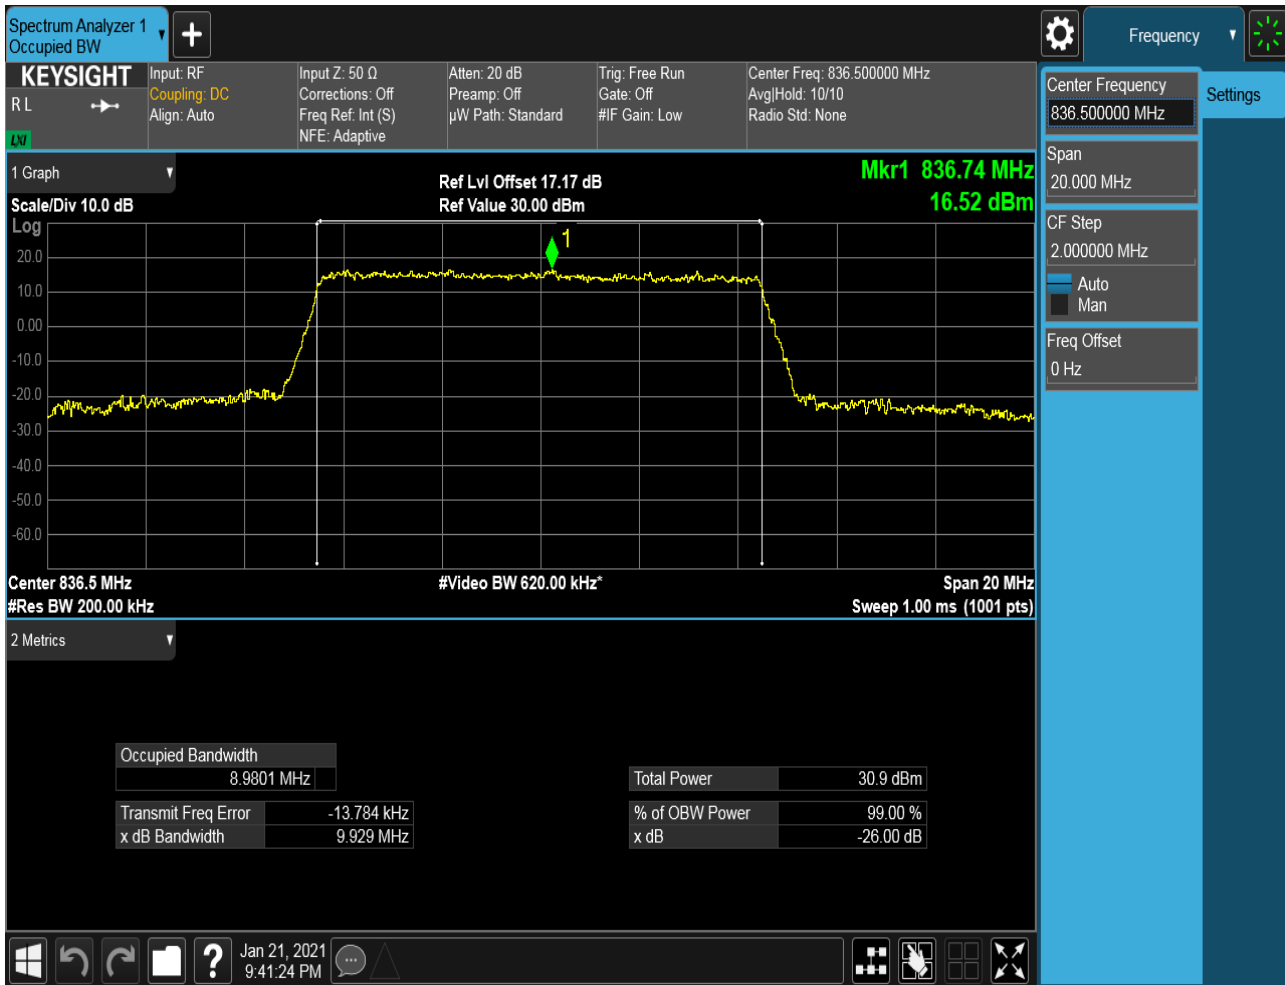 Spectrum Analyzer 1
Occupied BW
+
Frequency
KEYSIGHT
R L
LXI
Input: RF
Coupling: DC
Align: Auto
Input Z: 50 Ω
Corrections: Off
Freq Ref: Int (S)
NFE: Adaptive
Atten: 20 dB
Preamp: Off
µW Path: Standard
Trig: Free Run
Gate: Off
#IF Gain: Low
Center Freq: 836.500000 MHz
Avg|Hold: 10/10
Radio Std: None
Center Frequency
836.500000 MHz
Settings
Span
20.000 MHz
CF Step
2.000000 MHz
Auto
Man
Freq Offset
0 Hz
1 Graph
Scale/Div 10.0 dB
Ref Lvl Offset 17.17 dB
Ref Value 30.00 dBm
Mkr1 836.74 MHz
16.52 dBm
Log
1
20.0
10.0
0.00
-10.0
-20.0
-30.0
-40.0
-50.0
-60.0
Center 836.5 MHz
#Video BW 620.00 kHz*
Span 20 MHz
#Res BW 200.00 kHz
Sweep 1.00 ms (1001 pts)
2 Metrics
Occupied Bandwidth
8.9801 MHz
Total Power 30.9 dBm
Transmit Freq Error -13.784 kHz
% of OBW Power 99.00 %
x dB Bandwidth 9.929 MHz
x dB -26.00 dB
?
Jan 21, 2021
9:41:24 PM